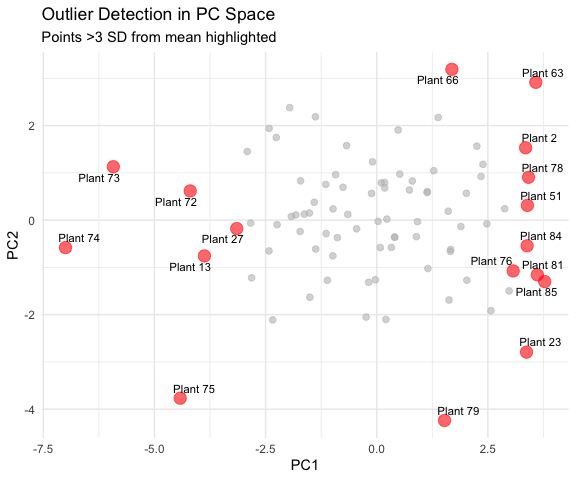 Outlier Detection in PC Space
Points >3 SD from mean highlighted
Plant 63
Plant 66
Plant 2
Plant 73
Plant 78
Plant 72
Plant 51
Plant 74
Plant 27
Plant 84
Plant 13
Plant 76
Plant 81
Plant 85
Plant 23
Plant 75
Plant 79
PC2
2
0
-2
-4
-7.5
-5.0
-2.5
0.0
2.5
PC1